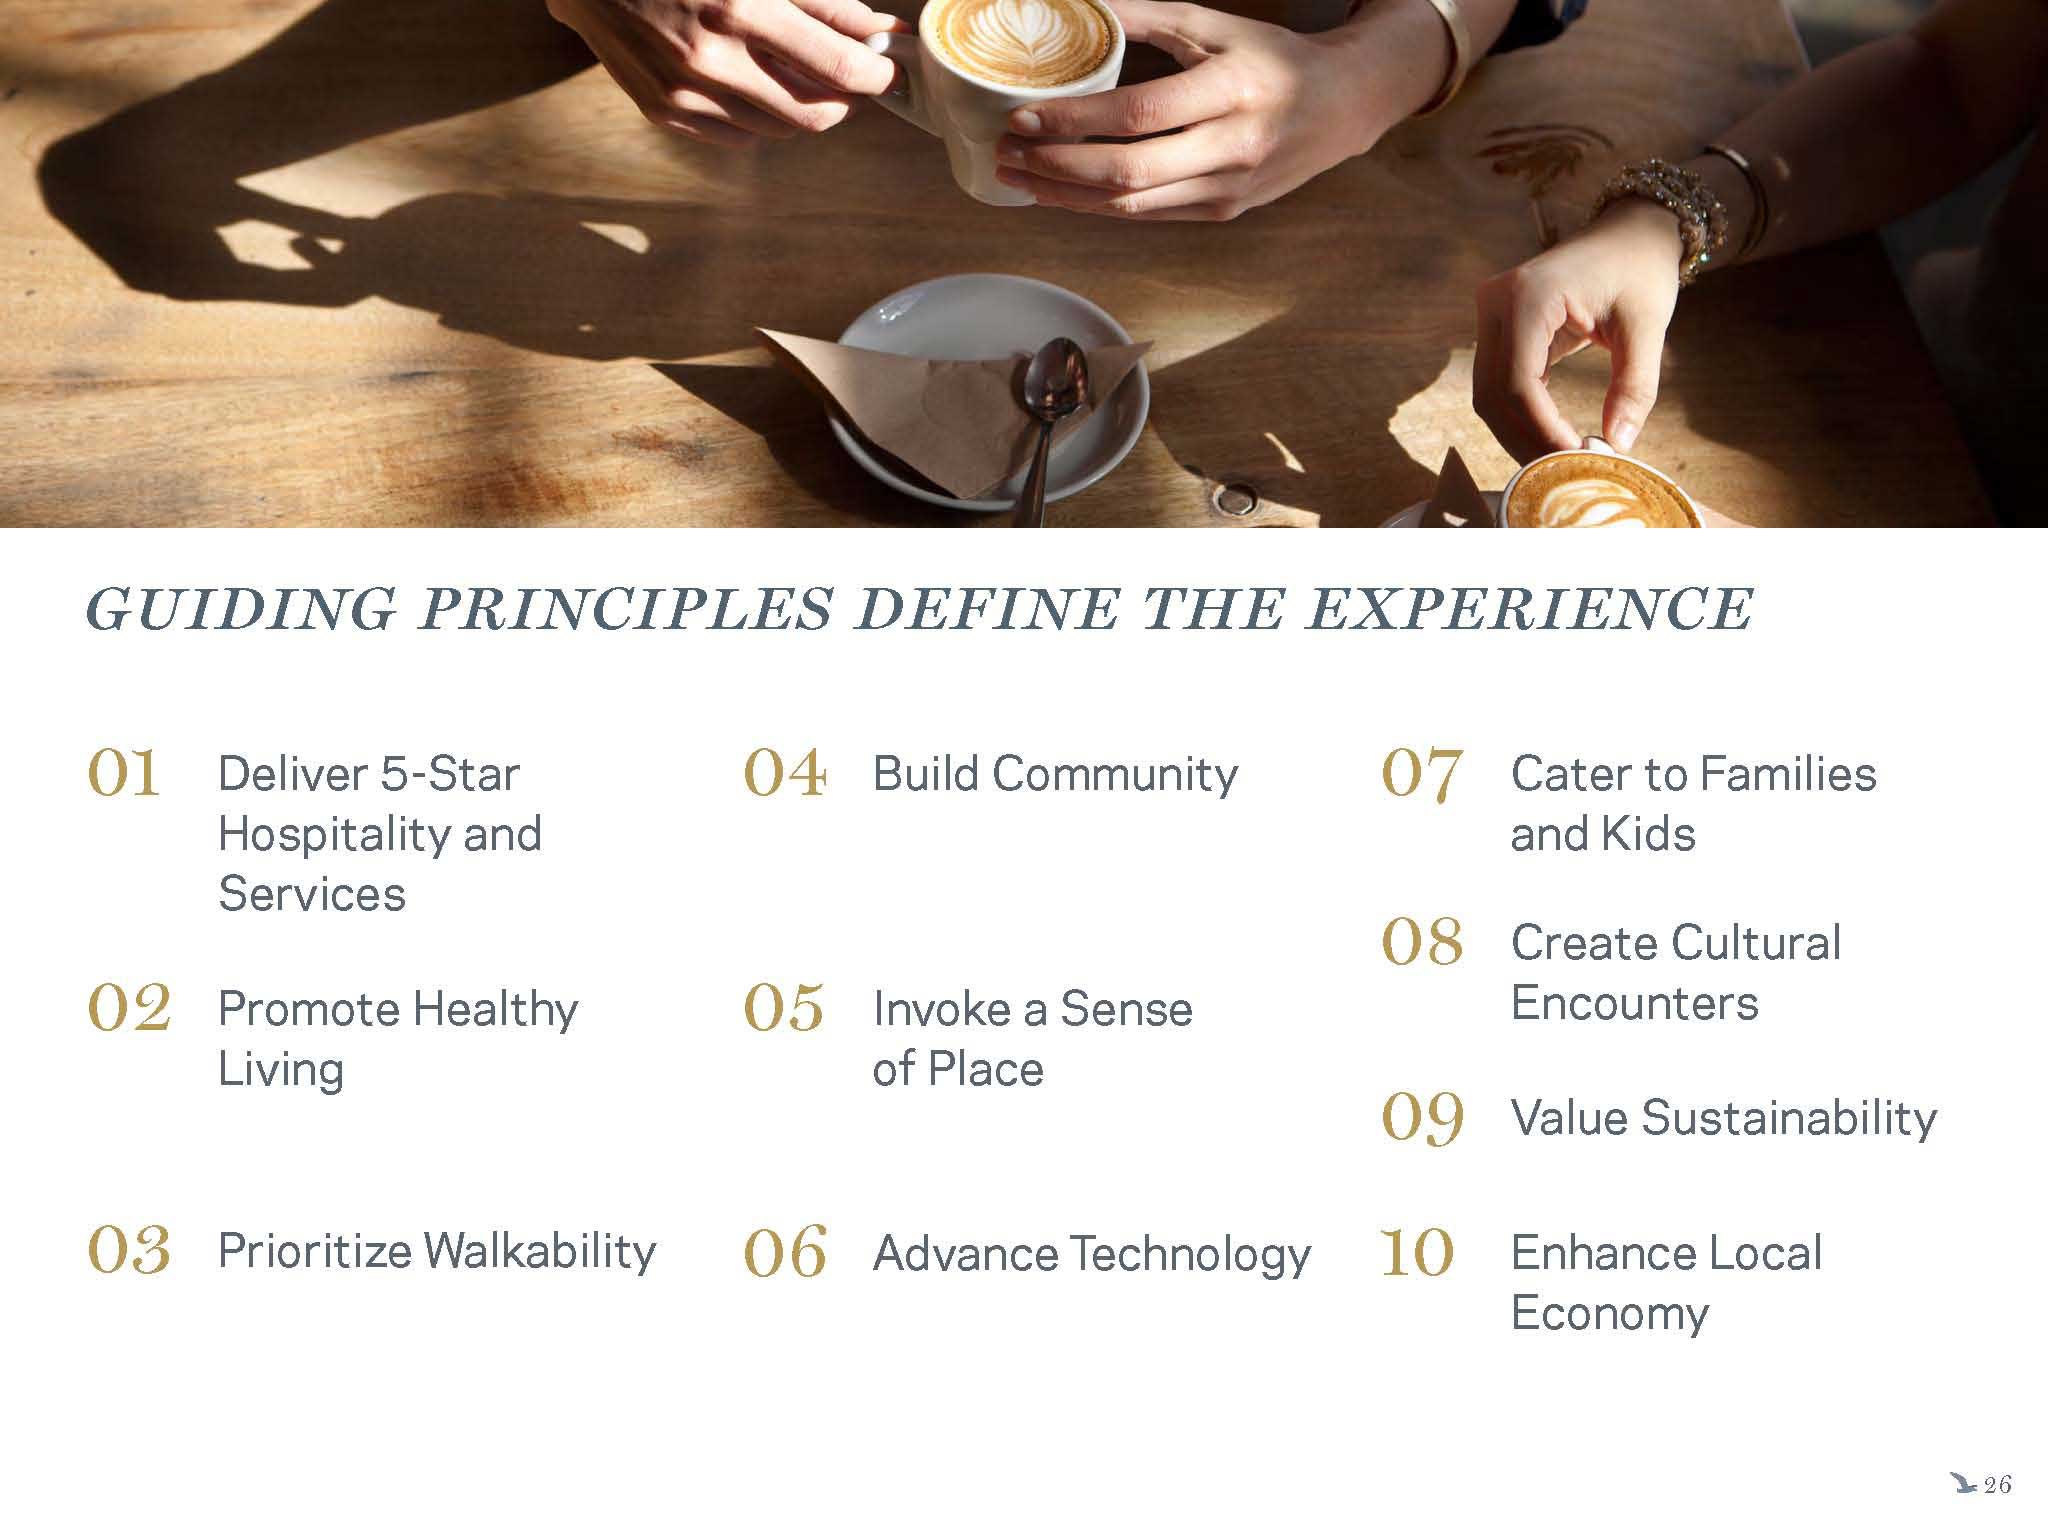 GUIDING PRINCIPLES DEFINE THE EXPERIENCE
01 Deliver 5-Star
Hospitality and
Services
02 Promote Healthy
Living
03 Prioritize Walkability
04 Build Community
05 Invoke a Sense
of Place
06 Advance Technology
07 Cater to Families
and Kids
08 Create Cultural
Encounters
09 Value Sustainability
10 Enhance Local
Economy
26